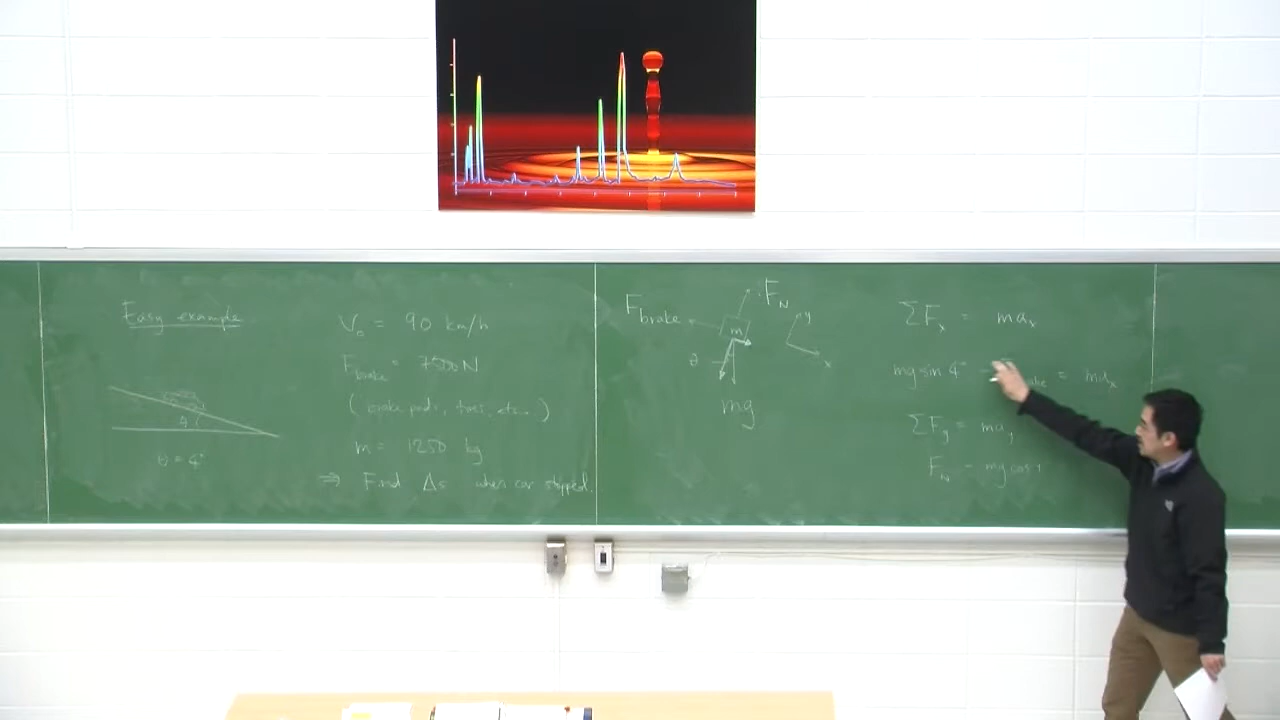 Easy example
θ
θ = 4°
V₀ = 90 km/h
F_brake = 7500 N
(brake pads, tires, etc...)
m = 1250 kg
⇒ Find Δs when car stopped.
F_brake
F_N
m
θ
mg
y
x
ΣF_x = ma_x
mg sin 4° - = ma_x
ΣF_y = ma_y
F_N = mg cos 4